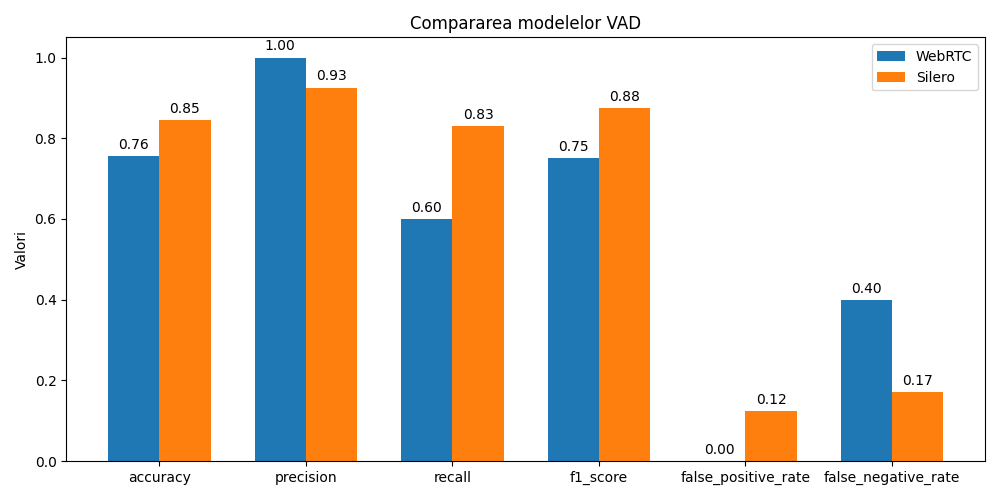 Compararea modelelor VAD
WebRTC
Silero
Valori
1.0
0.8
0.6
0.4
0.2
0.0
0.76
0.85
1.00
0.93
0.60
0.83
0.75
0.88
0.00
0.12
0.40
0.17
accuracy
precision
recall
f1_score
false_positive_rate
false_negative_rate